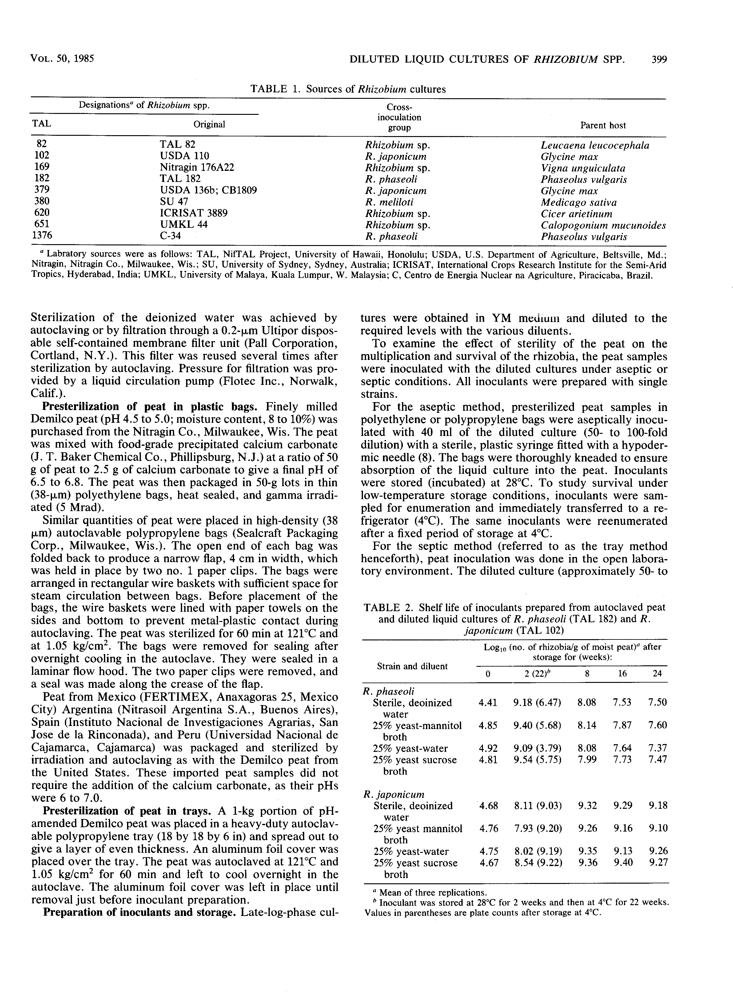 VOL. 50, 1985
DILUTED LIQUID CULTURES OF RHIZOBIUM SPP. 399
TABLE 1. Sources of Rhizobium cultures
Designationsᵃ of Rhizobium spp.
Cross-
inoculation
group
TAL Original Parent host
82 TAL 82 Rhizobium sp. Leucaena leucocephala
102 USDA 110 R. japonicum Glycine max
169 Nitragin 176A22 Rhizobium sp. Vigna unguiculata
182 TAL 182 R. phaseoli Phaseolus vulgaris
379 USDA 136b; CB1809 R. japonicum Glycine max
380 SU 47 R. meliloti Medicago sativa
620 ICRISAT 3889 Rhizobium sp. Cicer arietinum
651 UMKL 44 Rhizobium sp. Calopogonium mucunoides
1376 C-34 R. phaseoli Phaseolus vulgaris
ᵃ Labratory sources were as follows: TAL, NifTAL Project, University of Hawaii, Honolulu; USDA, U.S. Department of Agriculture, Beltsville, Md.;
Nitragin, Nitragin Co., Milwaukee, Wis.; SU, University of Sydney, Sydney, Australia; ICRISAT, International Crops Research Institute for the Semi-Arid
Tropics, Hyderabad, India; UMKL, University of Malaya, Kuala Lumpur, W. Malaysia; C, Centro de Energia Nuclear na Agriculture, Piracicaba, Brazil.
Sterilization of the deionized water was achieved by
autoclaving or by filtration through a 0.2-μm Ultipor dispos-
able self-contained membrane filter unit (Pall Corporation,
Cortland, N.Y.). This filter was reused several times after
sterilization by autoclaving. Pressure for filtration was pro-
vided by a liquid circulation pump (Flotec Inc., Norwalk,
Calif.).
Presterilization of peat in plastic bags. Finely milled
Demilco peat (pH 4.5 to 5.0; moisture content, 8 to 10%) was
purchased from the Nitragin Co., Milwaukee, Wis. The peat
was mixed with food-grade precipitated calcium carbonate
(J. T. Baker Chemical Co., Phillipsburg, N.J.) at a ratio of 50
g of peat to 2.5 g of calcium carbonate to give a final pH of
6.5 to 6.8. The peat was then packaged in 50-g lots in thin
(38-μm) polyethylene bags, heat sealed, and gamma irradi-
ated (5 Mrad).
Similar quantities of peat were placed in high-density (38
μm) autoclavable polypropylene bags (Sealcraft Packaging
Corp., Milwaukee, Wis.). The open end of each bag was
folded back to produce a narrow flap, 4 cm in width, which
was held in place by two no. 1 paper clips. The bags were
arranged in rectangular wire baskets with sufficient space for
steam circulation between bags. Before placement of the
bags, the wire baskets were lined with paper towels on the
sides and bottom to prevent metal-plastic contact during
autoclaving. The peat was sterilized for 60 min at 121°C and
at 1.05 kg/cm². The bags were removed for sealing after
overnight cooling in the autoclave. They were sealed in a
laminar flow hood. The two paper clips were removed, and
a seal was made along the crease of the flap.
Peat from Mexico (FERTIMEX, Anaxagoras 25, Mexico
City) Argentina (Nitrasoil Argentina S.A., Buenos Aires),
Spain (Instituto Nacional de Investigaciones Agrarias, San
Jose de la Rinconada), and Peru (Universidad Nacional de
Cajamarca, Cajamarca) was packaged and sterilized by
irradiation and autoclaving as with the Demilco peat from
the United States. These imported peat samples did not
require the addition of the calcium carbonate, as their pHs
were 6 to 7.0.
Presterilization of peat in trays. A 1-kg portion of pH-
amended Demilco peat was placed in a heavy-duty autoclav-
able polypropylene tray (18 by 18 by 6 in) and spread out to
give a layer of even thickness. An aluminum foil cover was
placed over the tray. The peat was autoclaved at 121°C and
1.05 kg/cm² for 60 min and left to cool overnight in the
autoclave. The aluminum foil cover was left in place until
removal just before inoculant preparation.
Preparation of inoculants and storage. Late-log-phase cul-
tures were obtained in YM medium and diluted to the
required levels with the various diluents.
To examine the effect of sterility of the peat on the
multiplication and survival of the rhizobia, the peat samples
were inoculated with the diluted cultures under aseptic or
septic conditions. All inoculants were prepared with single
strains.
For the aseptic method, presterilized peat samples in
polyethylene or polypropylene bags were aseptically inocu-
lated with 40 ml of the diluted culture (50- to 100-fold
dilution) with a sterile, plastic syringe fitted with a hypoder-
mic needle (8). The bags were thoroughly kneaded to ensure
absorption of the liquid culture into the peat. Inoculants
were stored (incubated) at 28°C. To study survival under
low-temperature storage conditions, inoculants were sam-
pled for enumeration and immediately transferred to a re-
frigerator (4°C). The same inoculants were reenumerated
after a fixed period of storage at 4°C.
For the septic method (referred to as the tray method
henceforth), peat inoculation was done in the open labora-
tory environment. The diluted culture (approximately 50- to
TABLE 2. Shelf life of inoculants prepared from autoclaved peat
and diluted liquid cultures of R. phaseoli (TAL 182) and R.
japonicum (TAL 102)
Log₁₀ (no. of rhizobia/g of moist peat)ᵃ after
storage for (weeks):
Strain and diluent
0 2 (22)ᵇ 8 16 24
R. phaseoli
Sterile, deoinized 4.41 9.18 (6.47) 8.08 7.53 7.50
water
25% yeast-mannitol 4.85 9.40 (5.68) 8.14 7.87 7.60
broth
25% yeast-water 4.92 9.09 (3.79) 8.08 7.64 7.37
25% yeast sucrose 4.81 9.54 (5.75) 7.99 7.73 7.47
broth
R. japonicum
Sterile, deoinized 4.68 8.11 (9.03) 9.32 9.29 9.18
water
25% yeast mannitol 4.76 7.93 (9.20) 9.26 9.16 9.10
broth
25% yeast-water 4.75 8.02 (9.19) 9.35 9.13 9.26
25% yeast sucrose 4.67 8.54 (9.22) 9.36 9.40 9.27
broth
ᵃ Mean of three replications.
ᵇ Inoculant was stored at 28°C for 2 weeks and then at 4°C for 22 weeks.
Values in parentheses are plate counts after storage at 4°C.